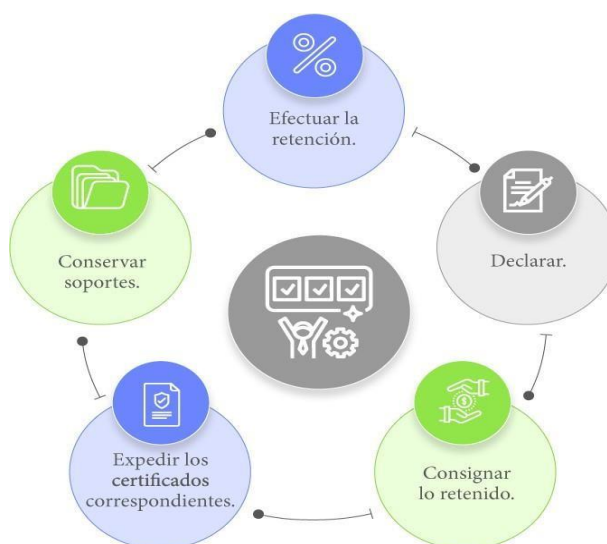 Efectuar la
retención.
Conservar
soportes.
Declarar.
Expedir los
certificados
correspondientes.
Consignar
lo retenido.